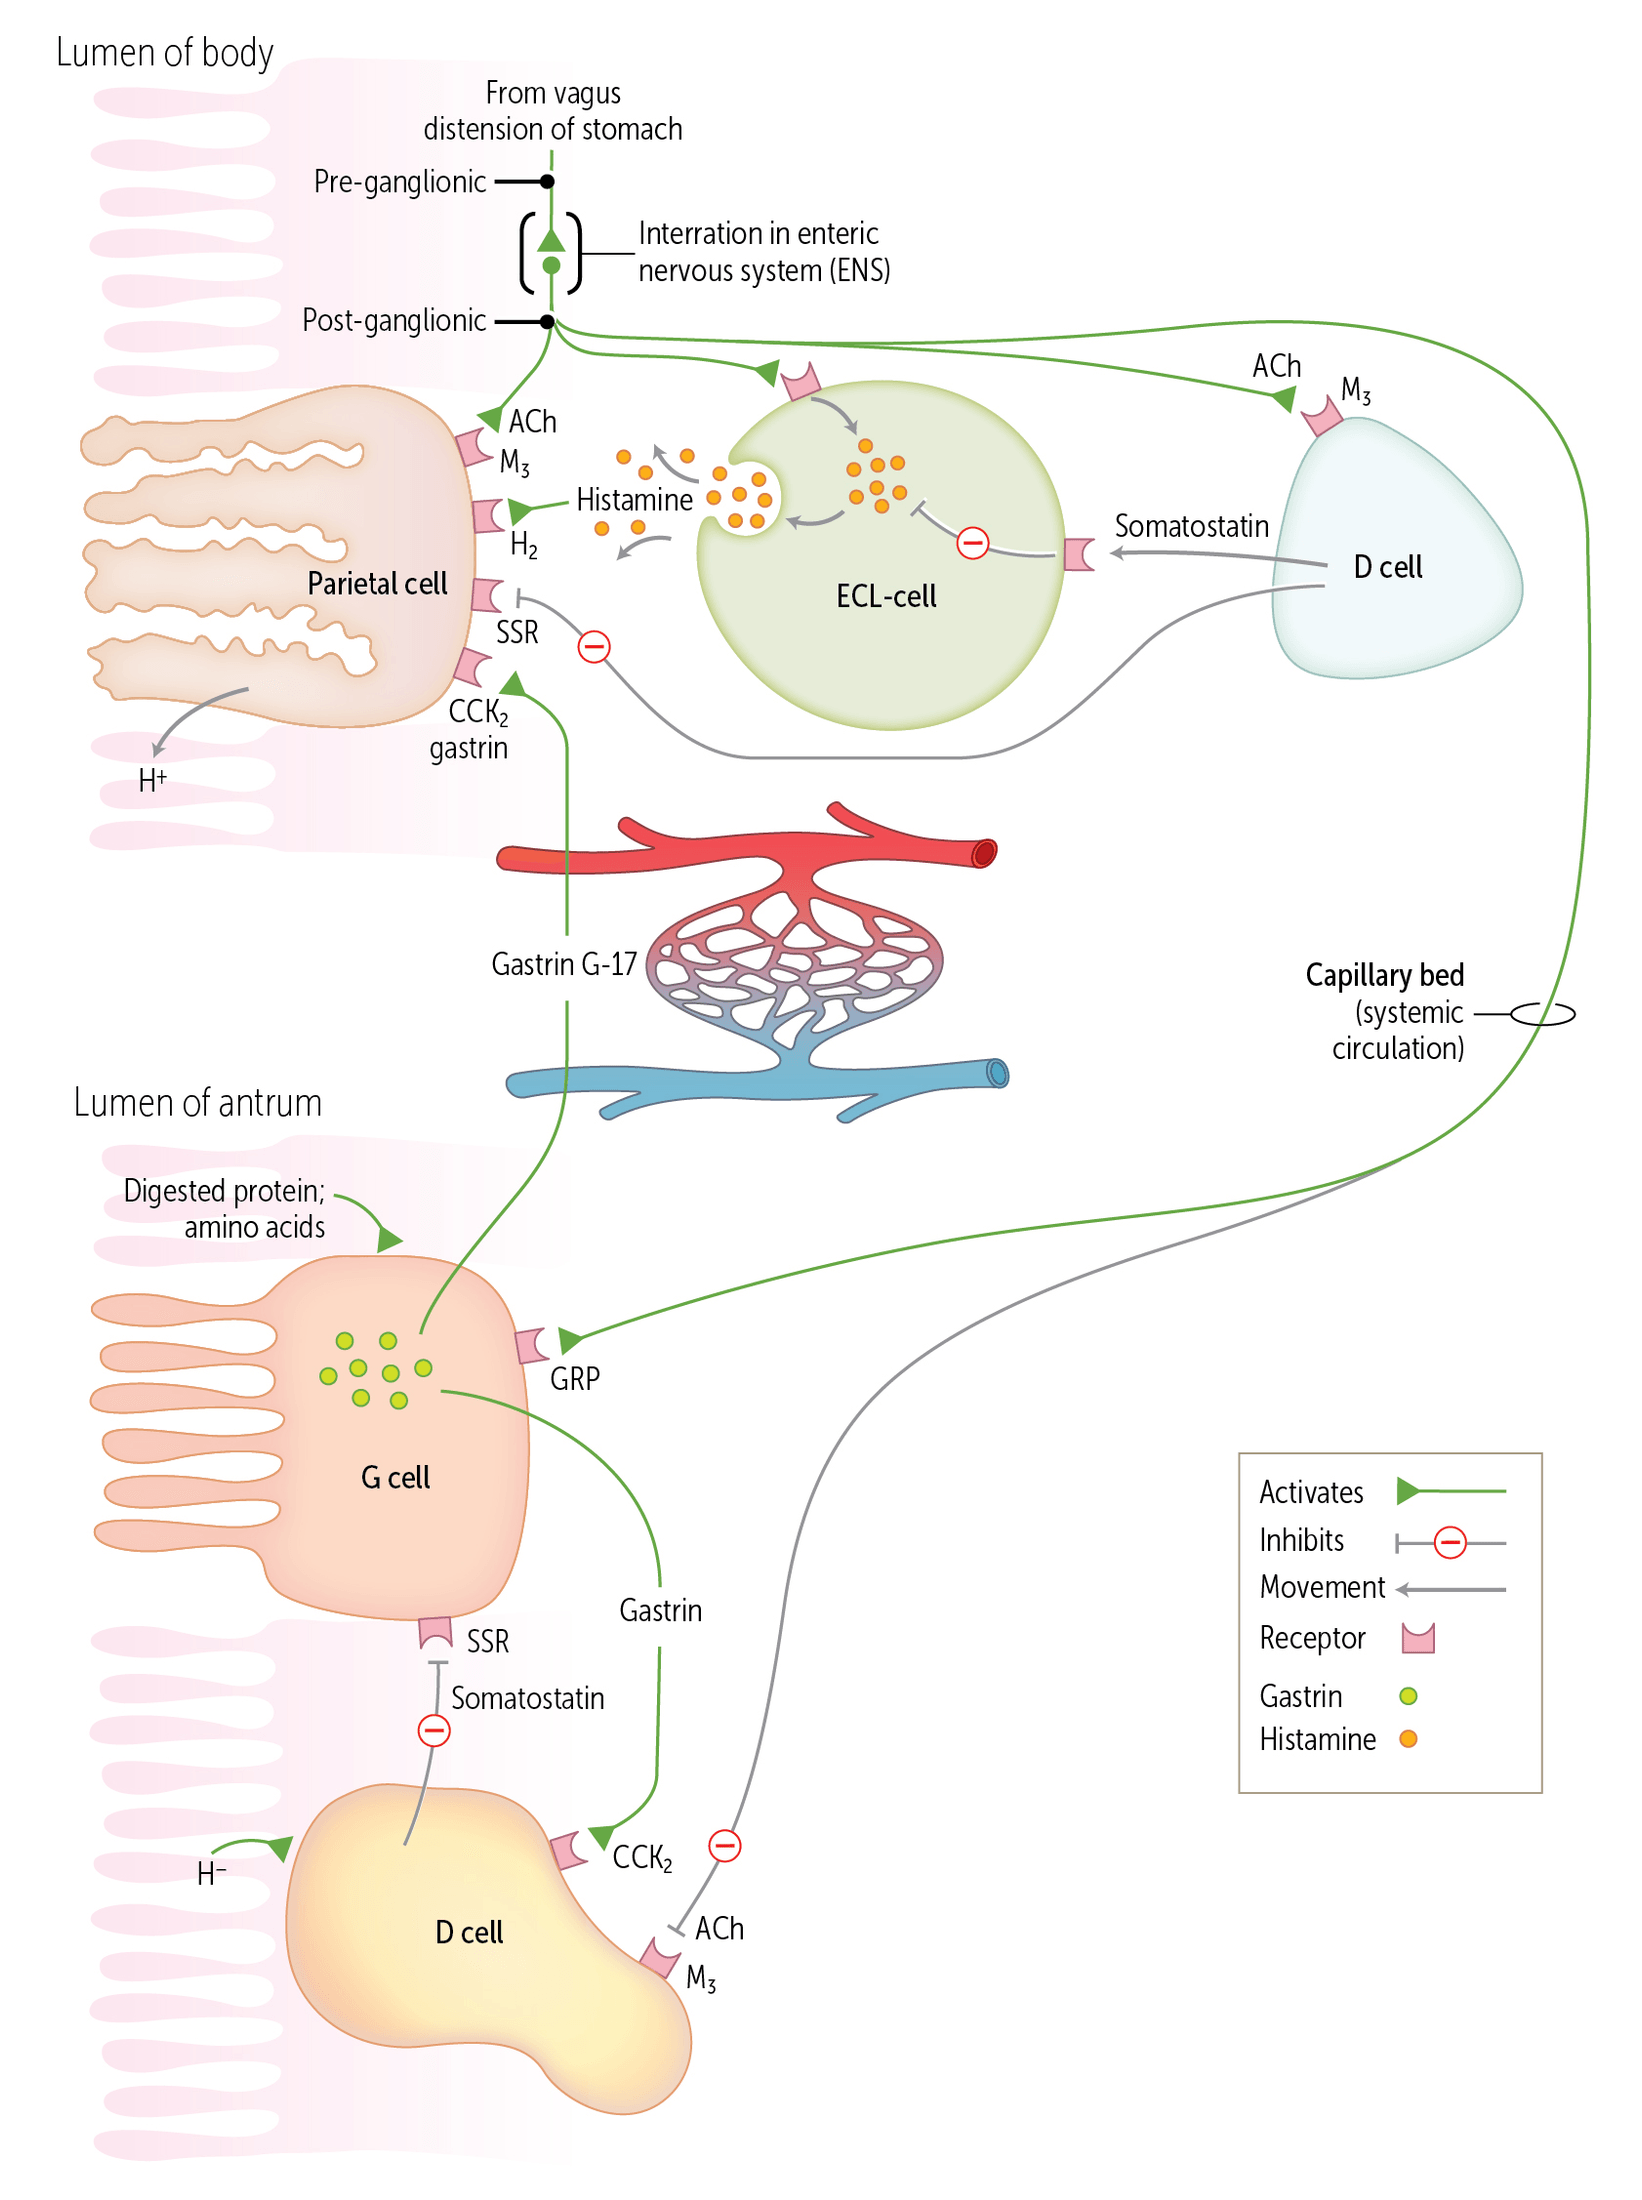 Lumen of body
From vagus
distension of stomach
Pre-ganglionic
Interration in enteric
nervous system (ENS)
Post-ganglionic
ACh
M₃
ACh
M₃
Histamine
H₂
Somatostatin
D cell
Parietal cell
ECL-cell
SSR
CCK₂
gastrin
H⁺
Gastrin G-17
Capillary bed
(systemic
circulation)
Lumen of antrum
Digested protein;
amino acids
GRP
G cell
Gastrin
SSR
Somatostatin
H⁻
CCK₂
D cell
ACh
M₃
Activates
Inhibits
Movement
Receptor
Gastrin
Histamine